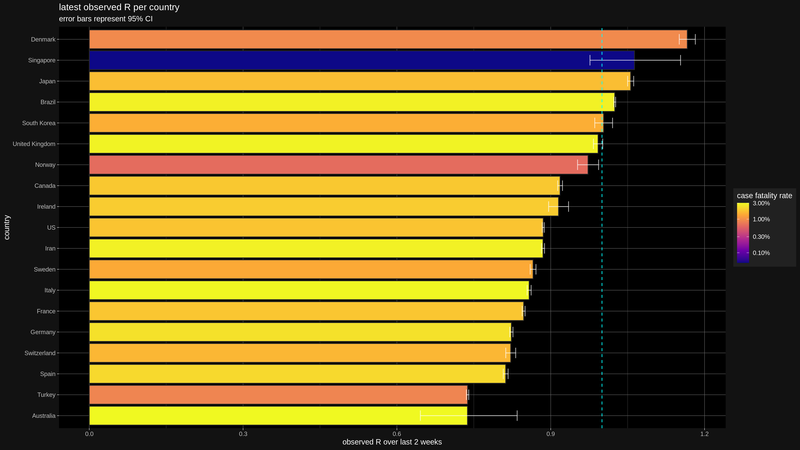 latest observed R per country
error bars represent 95% CI
Denmark
Singapore
Japan
Brazil
South Korea
United Kingdom
Norway
Canada
Ireland
US
Iran
Sweden
Italy
France
Germany
Switzerland
Spain
Turkey
Australia
country
0.0
0.3
0.6
0.9
1.2
observed R over last 2 weeks
case fatality rate
3.00%
1.00%
0.30%
0.10%